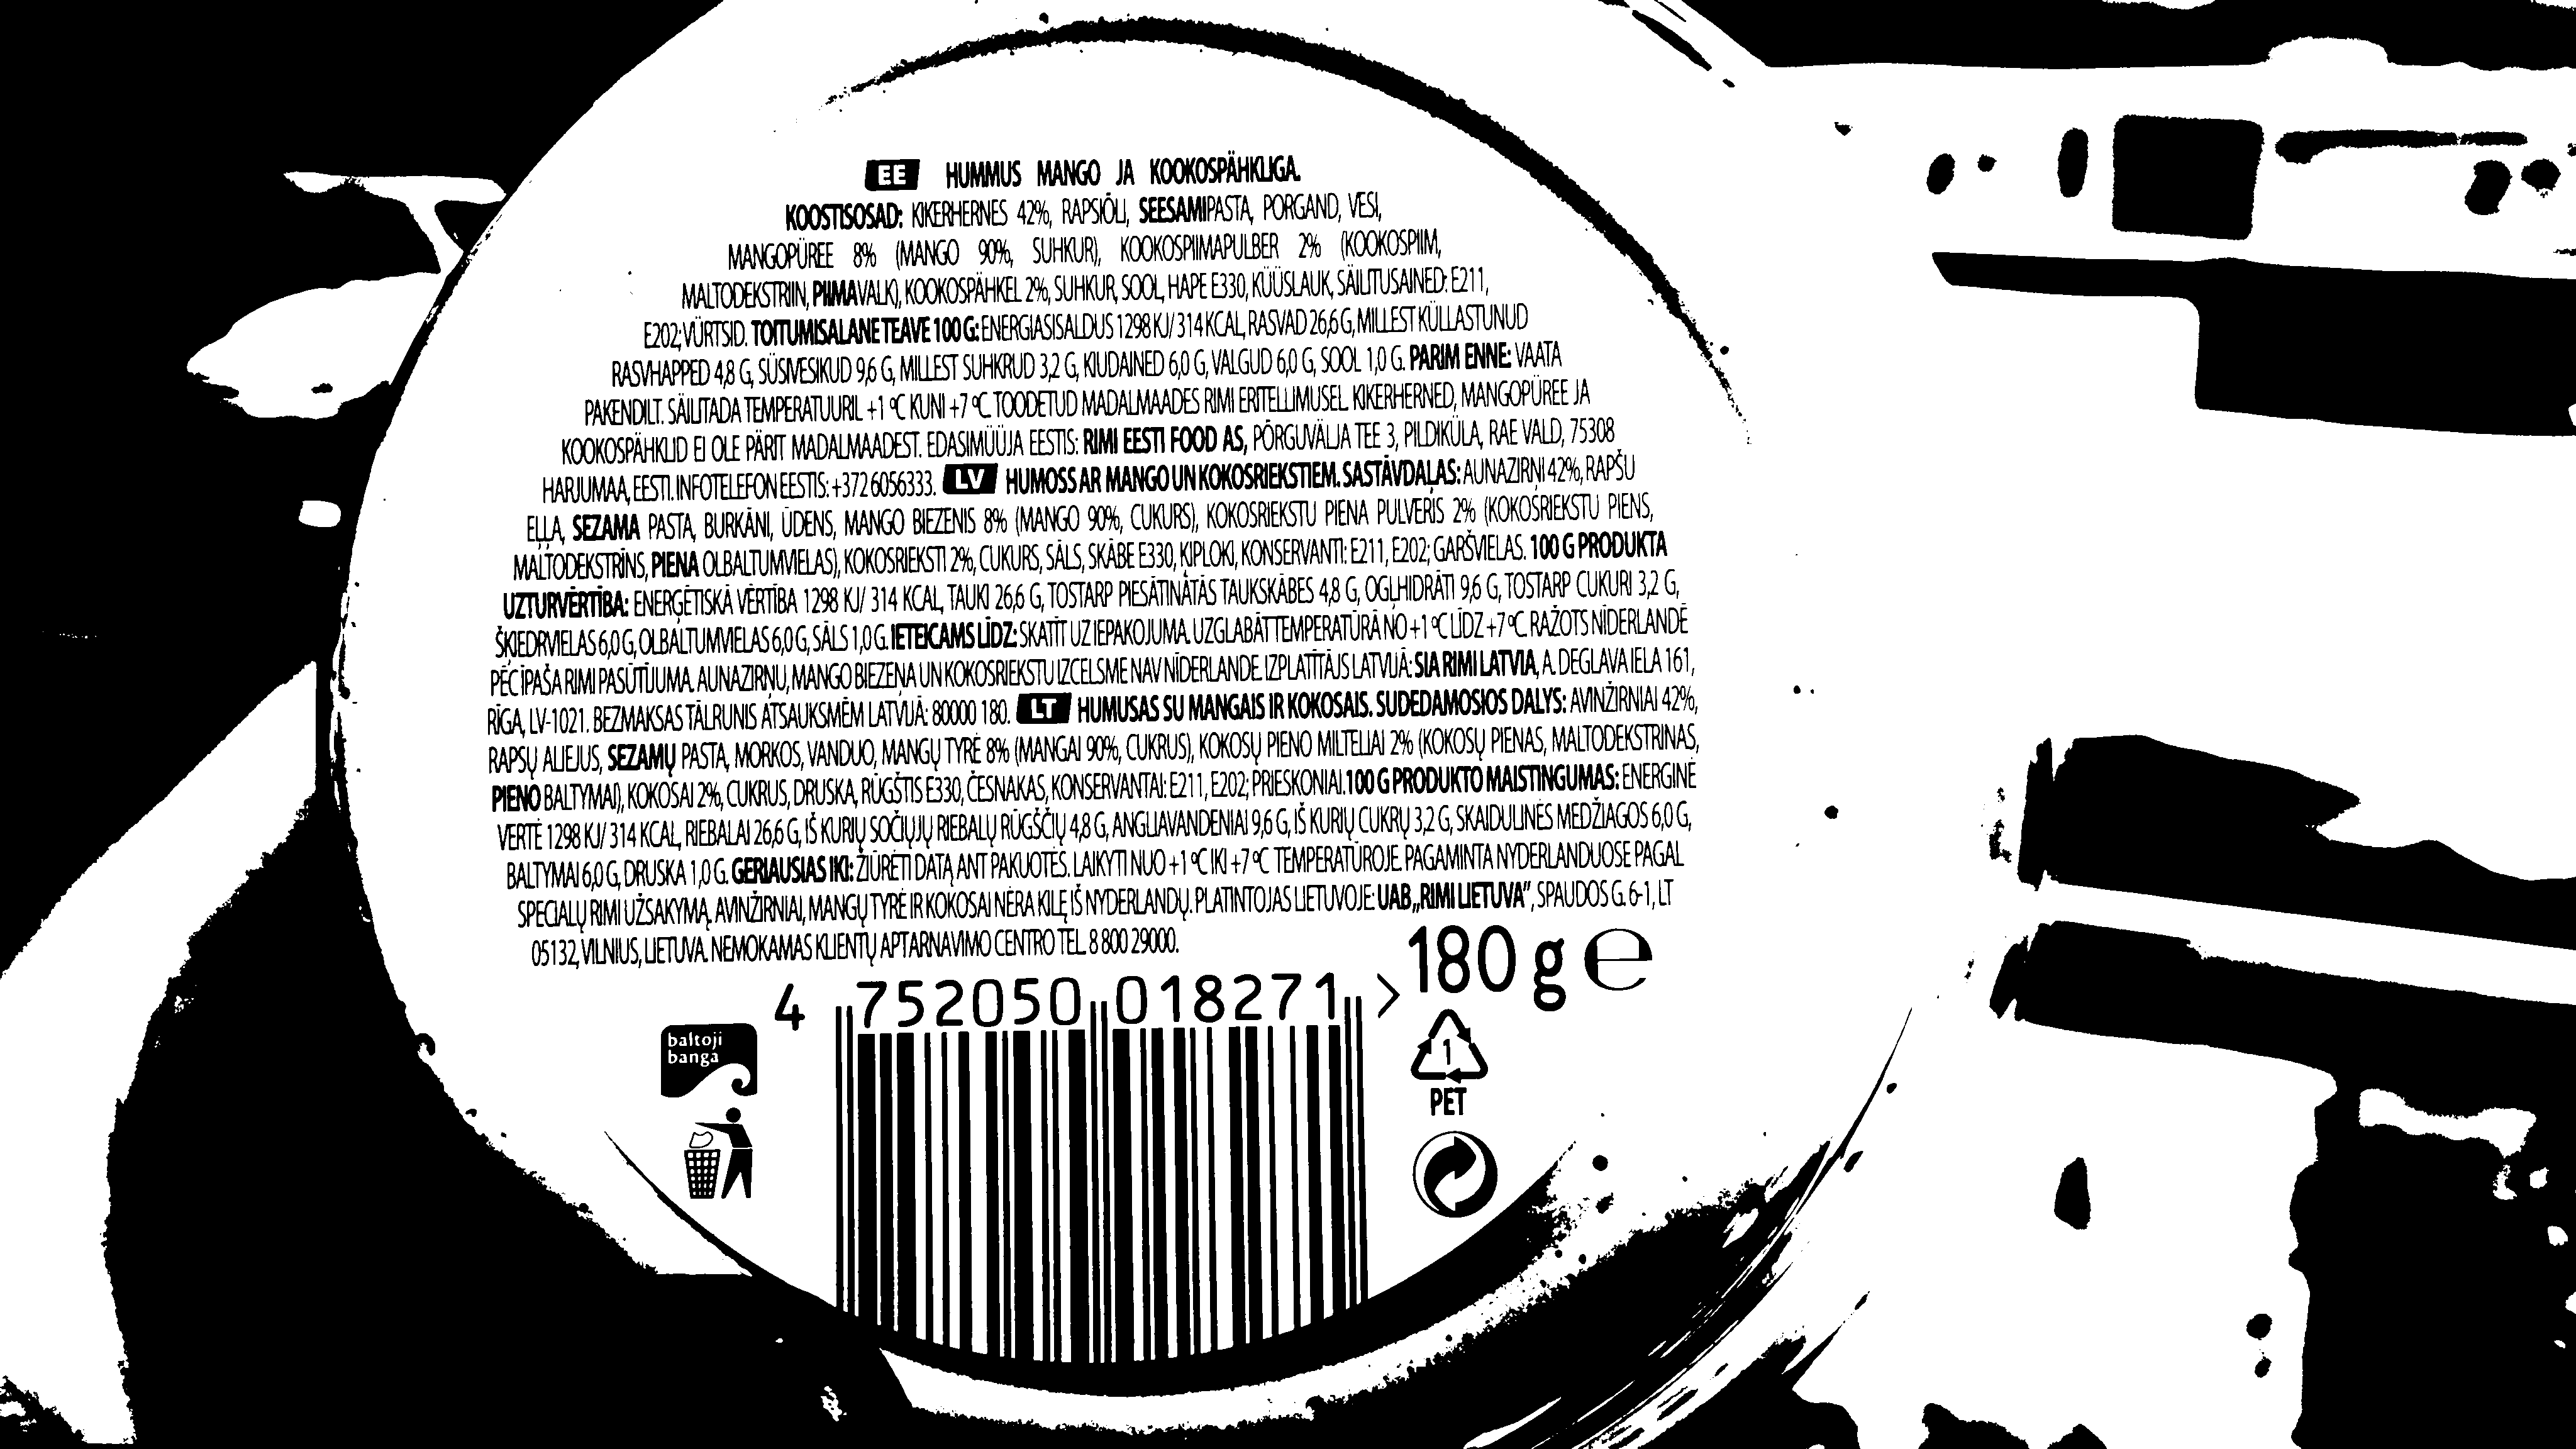 EE HUMMUS MANGO JA KOOKOSPÄHKLIGA.
KOOSTISOSAD: KIKERHERNES 42%, RAPSIÕLI, SEESAMIPASTA, PORGAND, VESI,
MANGOPÜREE 8% (MANGO 90%, SUHKUR), KOOKOSPIIMAPULBER 2% (KOOKOSPIIM,
MALTODEKSTRIIN, PIIMAVALK), KOOKOSPÄHKEL 2%, SUHKUR, SOOL, HAPE E330, KÜÜSLAUK, SÄILITUSAINED: E211,
E202; VÜRTSID. TOITUMISALANE TEAVE 100 G: ENERGIASISALDUS 1298 KJ/ 314 KCAL, RASVAD 26,6 G, MILLEST KÜLLASTUNUD
RASVHAPPED 4,8 G, SÜSIVESIKUD 9,6 G, MILLEST SUHKRUD 3,2 G, KIUDAINED 6,0 G, VALGUD 6,0 G, SOOL 1,0 G. PARIM ENNE: VAATA
PAKENDILT. SÄILITADA TEMPERATUURIL +1 °C KUNI +7 °C. TOODETUD MADALMAADES RIMI ERITELLIMUSEL. KIKERHERNED, MANGOPÜREE JA
KOOKOSPÄHKLID EI OLE PÄRIT MADALMAADEST. EDASIMÜÜJA EESTIS: RIMI EESTI FOOD AS, PÕRGUVÄLJA TEE 3, PILDIKÜLA, RAE VALD, 75308
HARJUMAA, EESTI. INFOTELEFON EESTIS: +372 6056333. LV HUMOSS AR MANGO UN KOKOSRIEKSTIEM. SASTĀVDAĻAS: AUNAZIRŅI 42%, RAPŠU
EĻĻA, SEZAMA PASTA, BURKĀNI, ŪDENS, MANGO BIEZENIS 8% (MANGO 90%, CUKURS), KOKOSRIEKSTU PIENA PULVERIS 2% (KOKOSRIEKSTU PIENS,
MALTODEKSTRĪNS, PIENA OLBALTUMVIELAS), KOKOSRIEKSTI 2%, CUKURS, SĀLS, SKĀBE E330, ĶIPLOKI, KONSERVANTI: E211, E202; GARŠVIELAS. 100 G PRODUKTA
UZTURVĒRTĪBA: ENERĢĒTISKĀ VĒRTĪBA 1298 KJ/ 314 KCAL, TAUKI 26,6 G, TOSTARP PIESĀTINĀTĀS TAUKSKĀBES 4,8 G, OGĻHIDRĀTI 9,6 G, TOSTARP CUKURI 3,2 G,
ŠĶIEDRVIELAS 6,0 G, OLBALTUMVIELAS 6,0 G, SĀLS 1,0 G. IETEICAMS LĪDZ: SKATĪT UZ IEPAKOJUMA. UZGLABĀT TEMPERATŪRĀ NO +1 °C LĪDZ +7 °C. RAŽOTS NĪDERLANDĒ
PĒC ĪPAŠA RIMI PASŪTĪJUMA. AUNAZIRŅU, MANGO BIEZEŅA UN KOKOSRIEKSTU IZCELSME NAV NĪDERLANDE. IZPLATĪTĀJS LATVIJĀ: SIA RIMI LATVIA, A. DEGLAVA IELA 161,
RĪGA, LV-1021. BEZMAKSAS TĀLRUNIS ATSAUKSMĒM LATVIJĀ: 80000 180. LT HUMUSAS SU MANGAIS IR KOKOSAIS. SUDEDAMOSIOS DALYS: AVINŽIRNIAI 42%,
RAPSŲ ALIEJUS, SEZAMŲ PASTA, MORKOS, VANDUO, MANGŲ TYRĖ 8% (MANGAI 90%, CUKRUS), KOKOSŲ PIENO MILTELIAI 2% (KOKOSŲ PIENAS, MALTODEKSTRINAS,
PIENO BALTYMAI), KOKOSAI 2%, CUKRUS, DRUSKA, RŪGŠTIS E330, ČESNAKAS, KONSERVANTAI: E211, E202; PRIESKONIAI. 100 G PRODUKTO MAISTINGUMAS: ENERGINĖ
VERTĖ 1298 KJ/ 314 KCAL, RIEBALAI 26,6 G, IŠ KURIŲ SOČIŲJŲ RIEBALŲ RŪGŠČIŲ 4,8 G, ANGLIAVANDENIAI 9,6 G, IŠ KURIŲ CUKRŲ 3,2 G, SKAIDULINĖS MEDŽIAGOS 6,0 G,
BALTYMAI 6,0 G, DRUSKA 1,0 G. GERIAUSIAS IKI: ŽIŪRĖTI DATĄ ANT PAKUOTĖS. LAIKYTI NUO +1 °C IKI +7 °C TEMPERATŪROJE. PAGAMINTA NYDERLANDUOSE PAGAL
SPECIALŲ RIMI UŽSAKYMĄ. AVINŽIRNIAI, MANGŲ TYRĖ IR KOKOSAI NĖRA KILĘ IŠ NYDERLANDŲ. PLATINTOJAS LIETUVOJE: UAB „RIMI LIETUVA", SPAUDOS G. 6-1, LT
05132, VILNIUS, LIETUVA. NEMOKAMAS KLIENTŲ APTARNAVIMO CENTRO TEL. 8 800 29000.
180 g e
4 752050 018271 >
baltoji
banga
1
PET